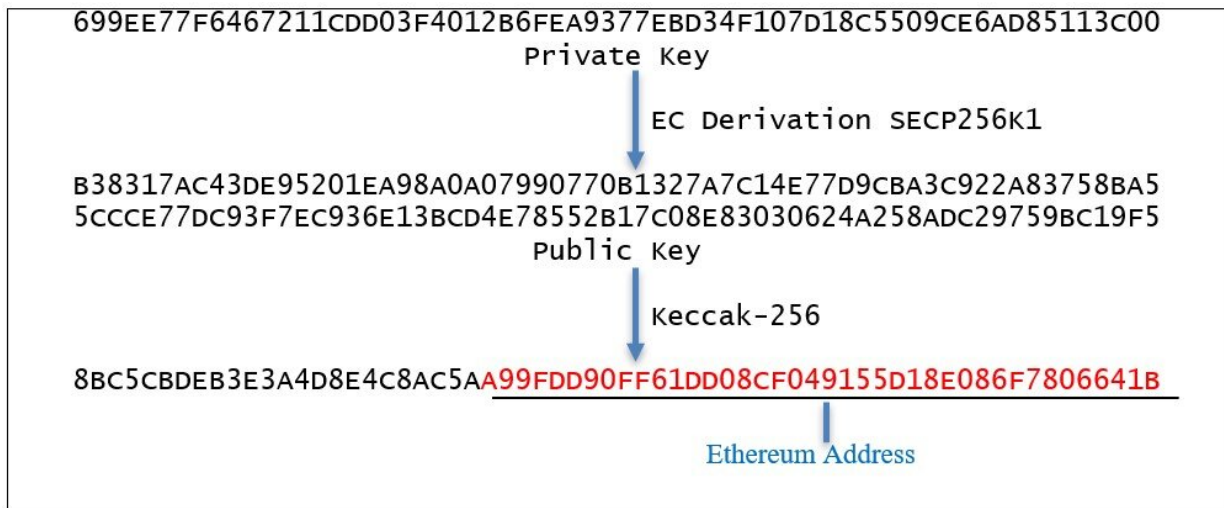 699EE77F6467211CDD03F4012B6FEA9377EBD34F107D18C5509CE6AD85113C00
Private Key
EC Derivation SECP256K1
B38317AC43DE95201EA98A0A07990770B1327A7C14E77D9CBA3C922A83758BA5
5CCCE77DC93F7EC936E13BCD4E78552B17C08E83030624A258ADC29759BC19F5
Public Key
Keccak-256
8BC5CBDEB3E3A4D8E4C8AC5AA99FDD90FF61DD08CF049155D18E086F7806641B
Ethereum Address